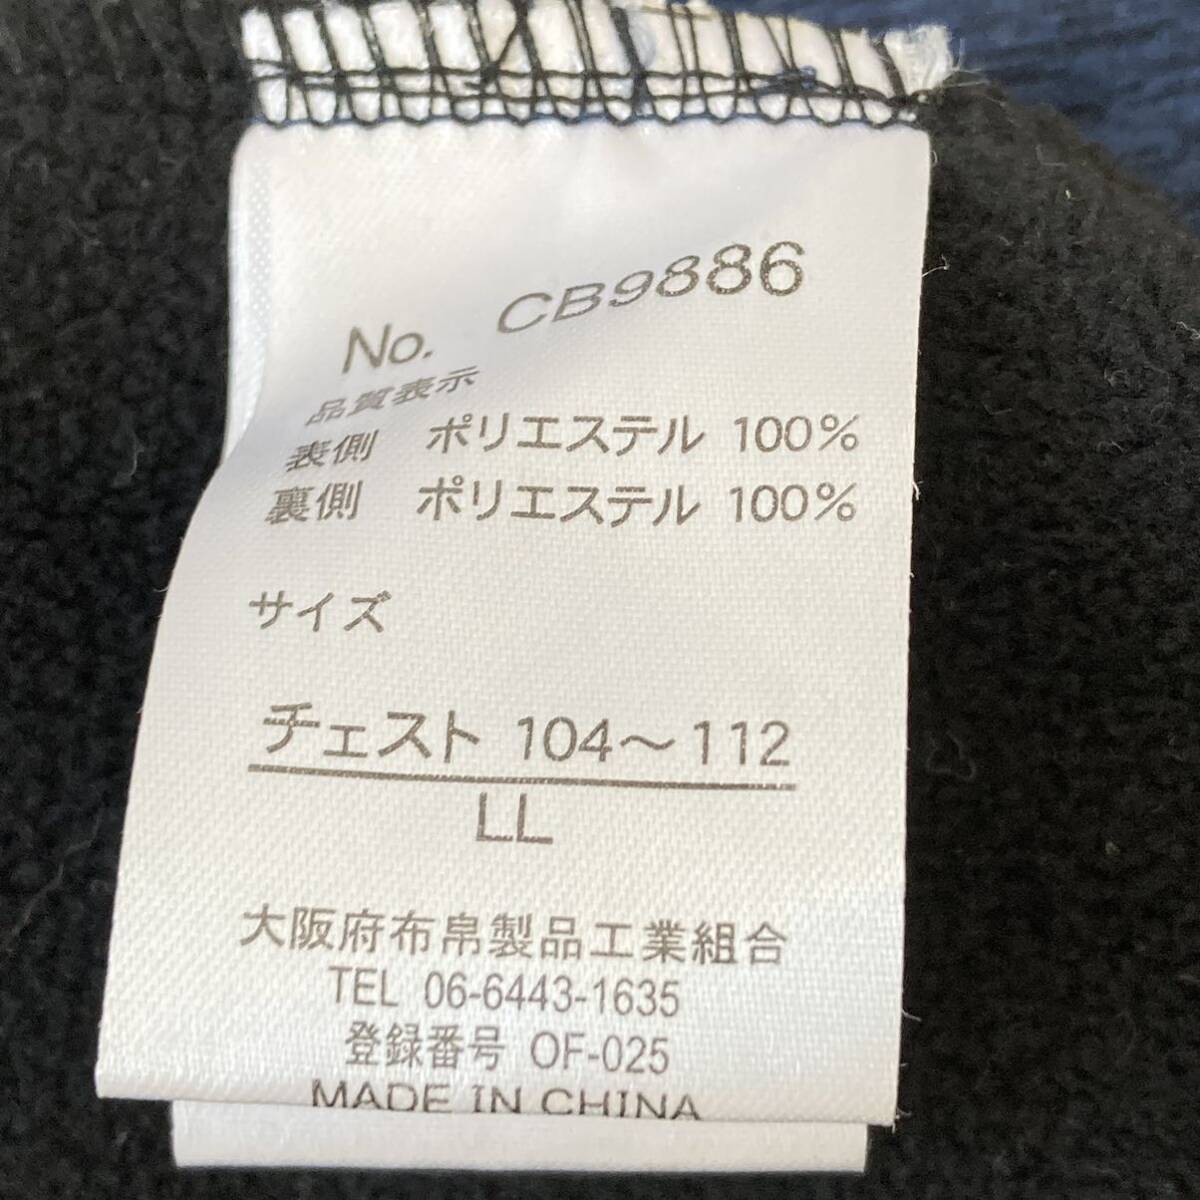 No. CB9886
品質表示
表側 ポリエステル 100%
裏側 ポリエステル 100%
サイズ
チェスト 104〜112
LL
大阪府布帛製品工業組合
TEL 06-6443-1635
登録番号 OF-025
MADE IN CHINA